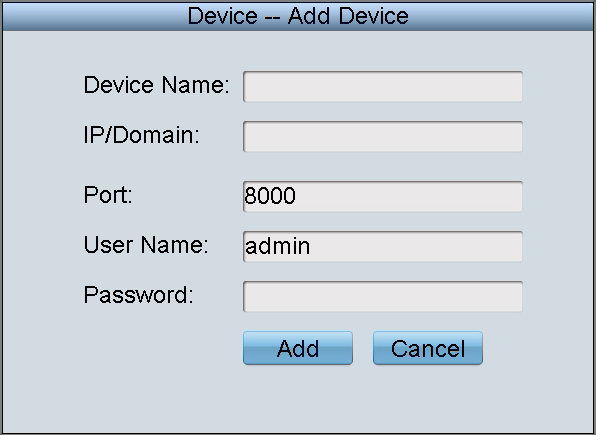 Device -- Add Device
Device Name:
IP/Domain:
Port: 8000
User Name: admin
Password:
Add Cancel